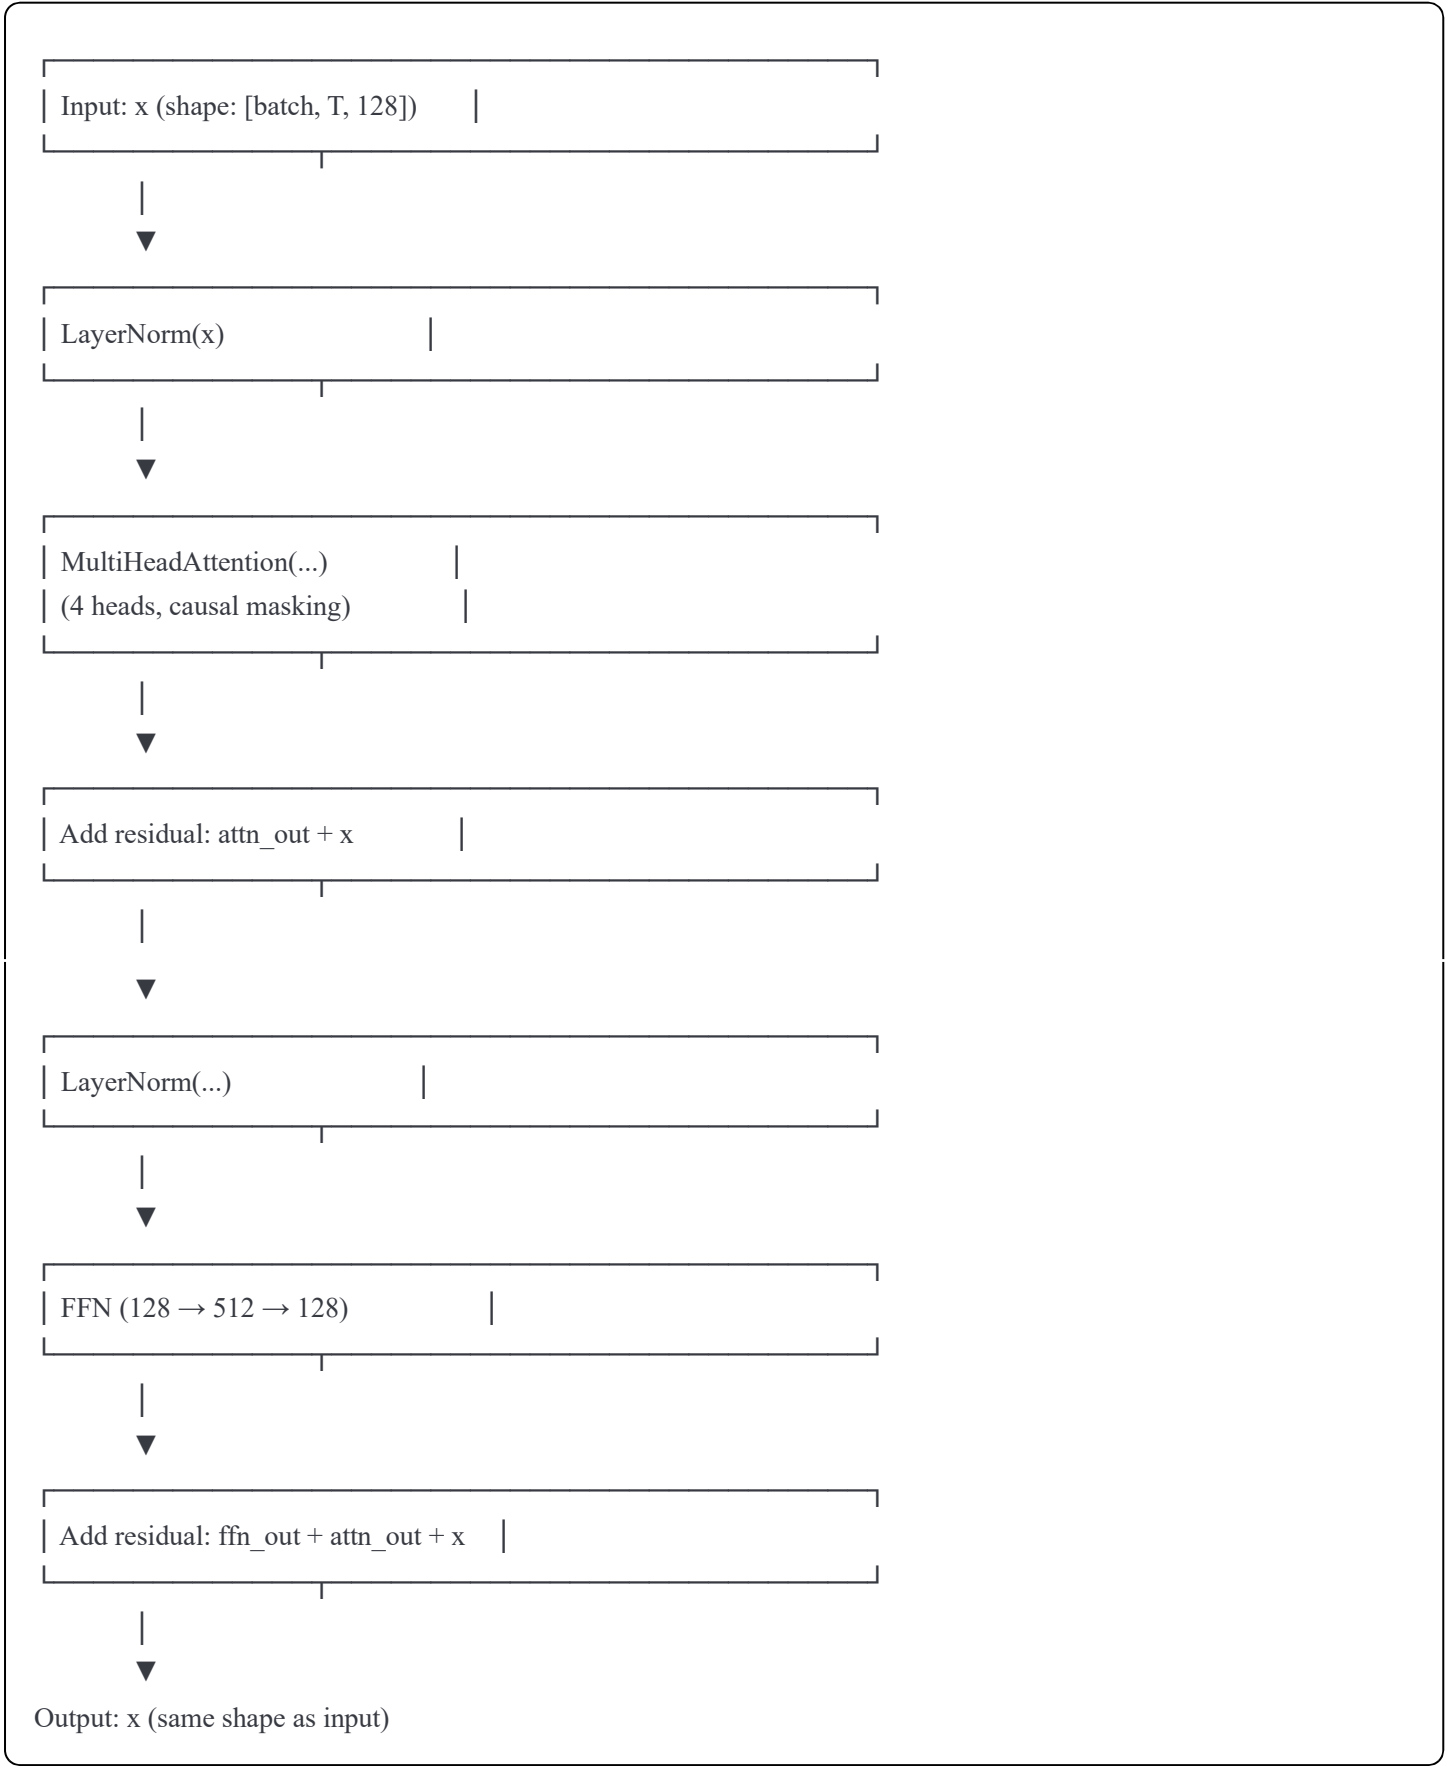 Input: x (shape: [batch, T, 128])
LayerNorm(x)
MultiHeadAttention(...)
(4 heads, causal masking)
Add residual: attn_out + x
LayerNorm(...)
FFN (128 → 512 → 128)
Add residual: ffn_out + attn_out + x
Output: x (same shape as input)